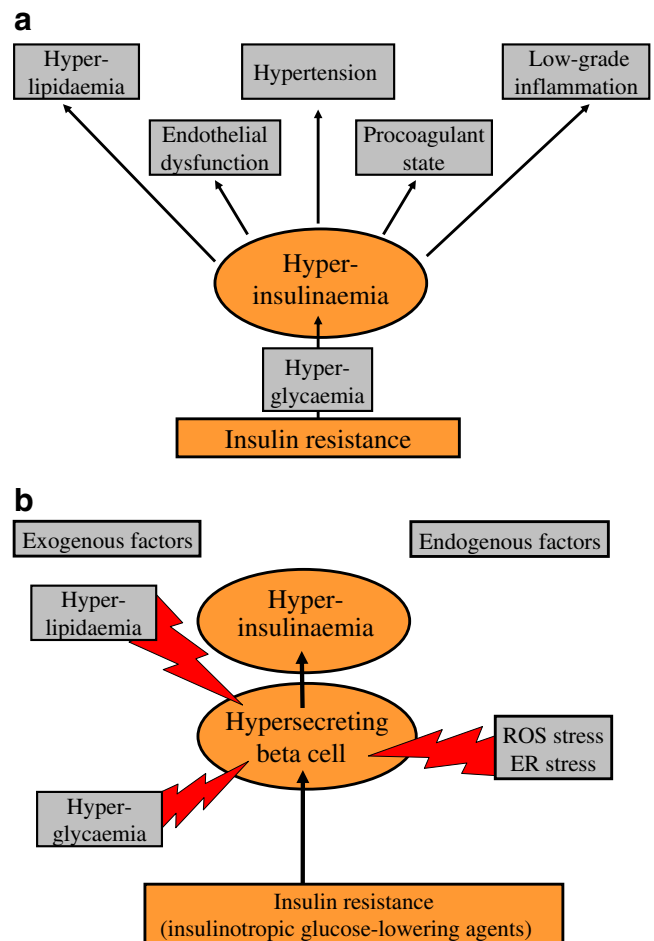 a
Hyper-
lipidaemia
Hypertension
Low-grade
inflammation
Endothelial
dysfunction
Procoagulant
state
Hyper-
insulinaemia
Hyper-
glycaemia
Insulin resistance
b
Exogenous factors
Endogenous factors
Hyper-
lipidaemia
Hyper-
insulinaemia
Hypersecreting
beta cell
ROS stress
ER stress
Hyper-
glycaemia
Insulin resistance
(insulinotropic glucose-lowering agents)